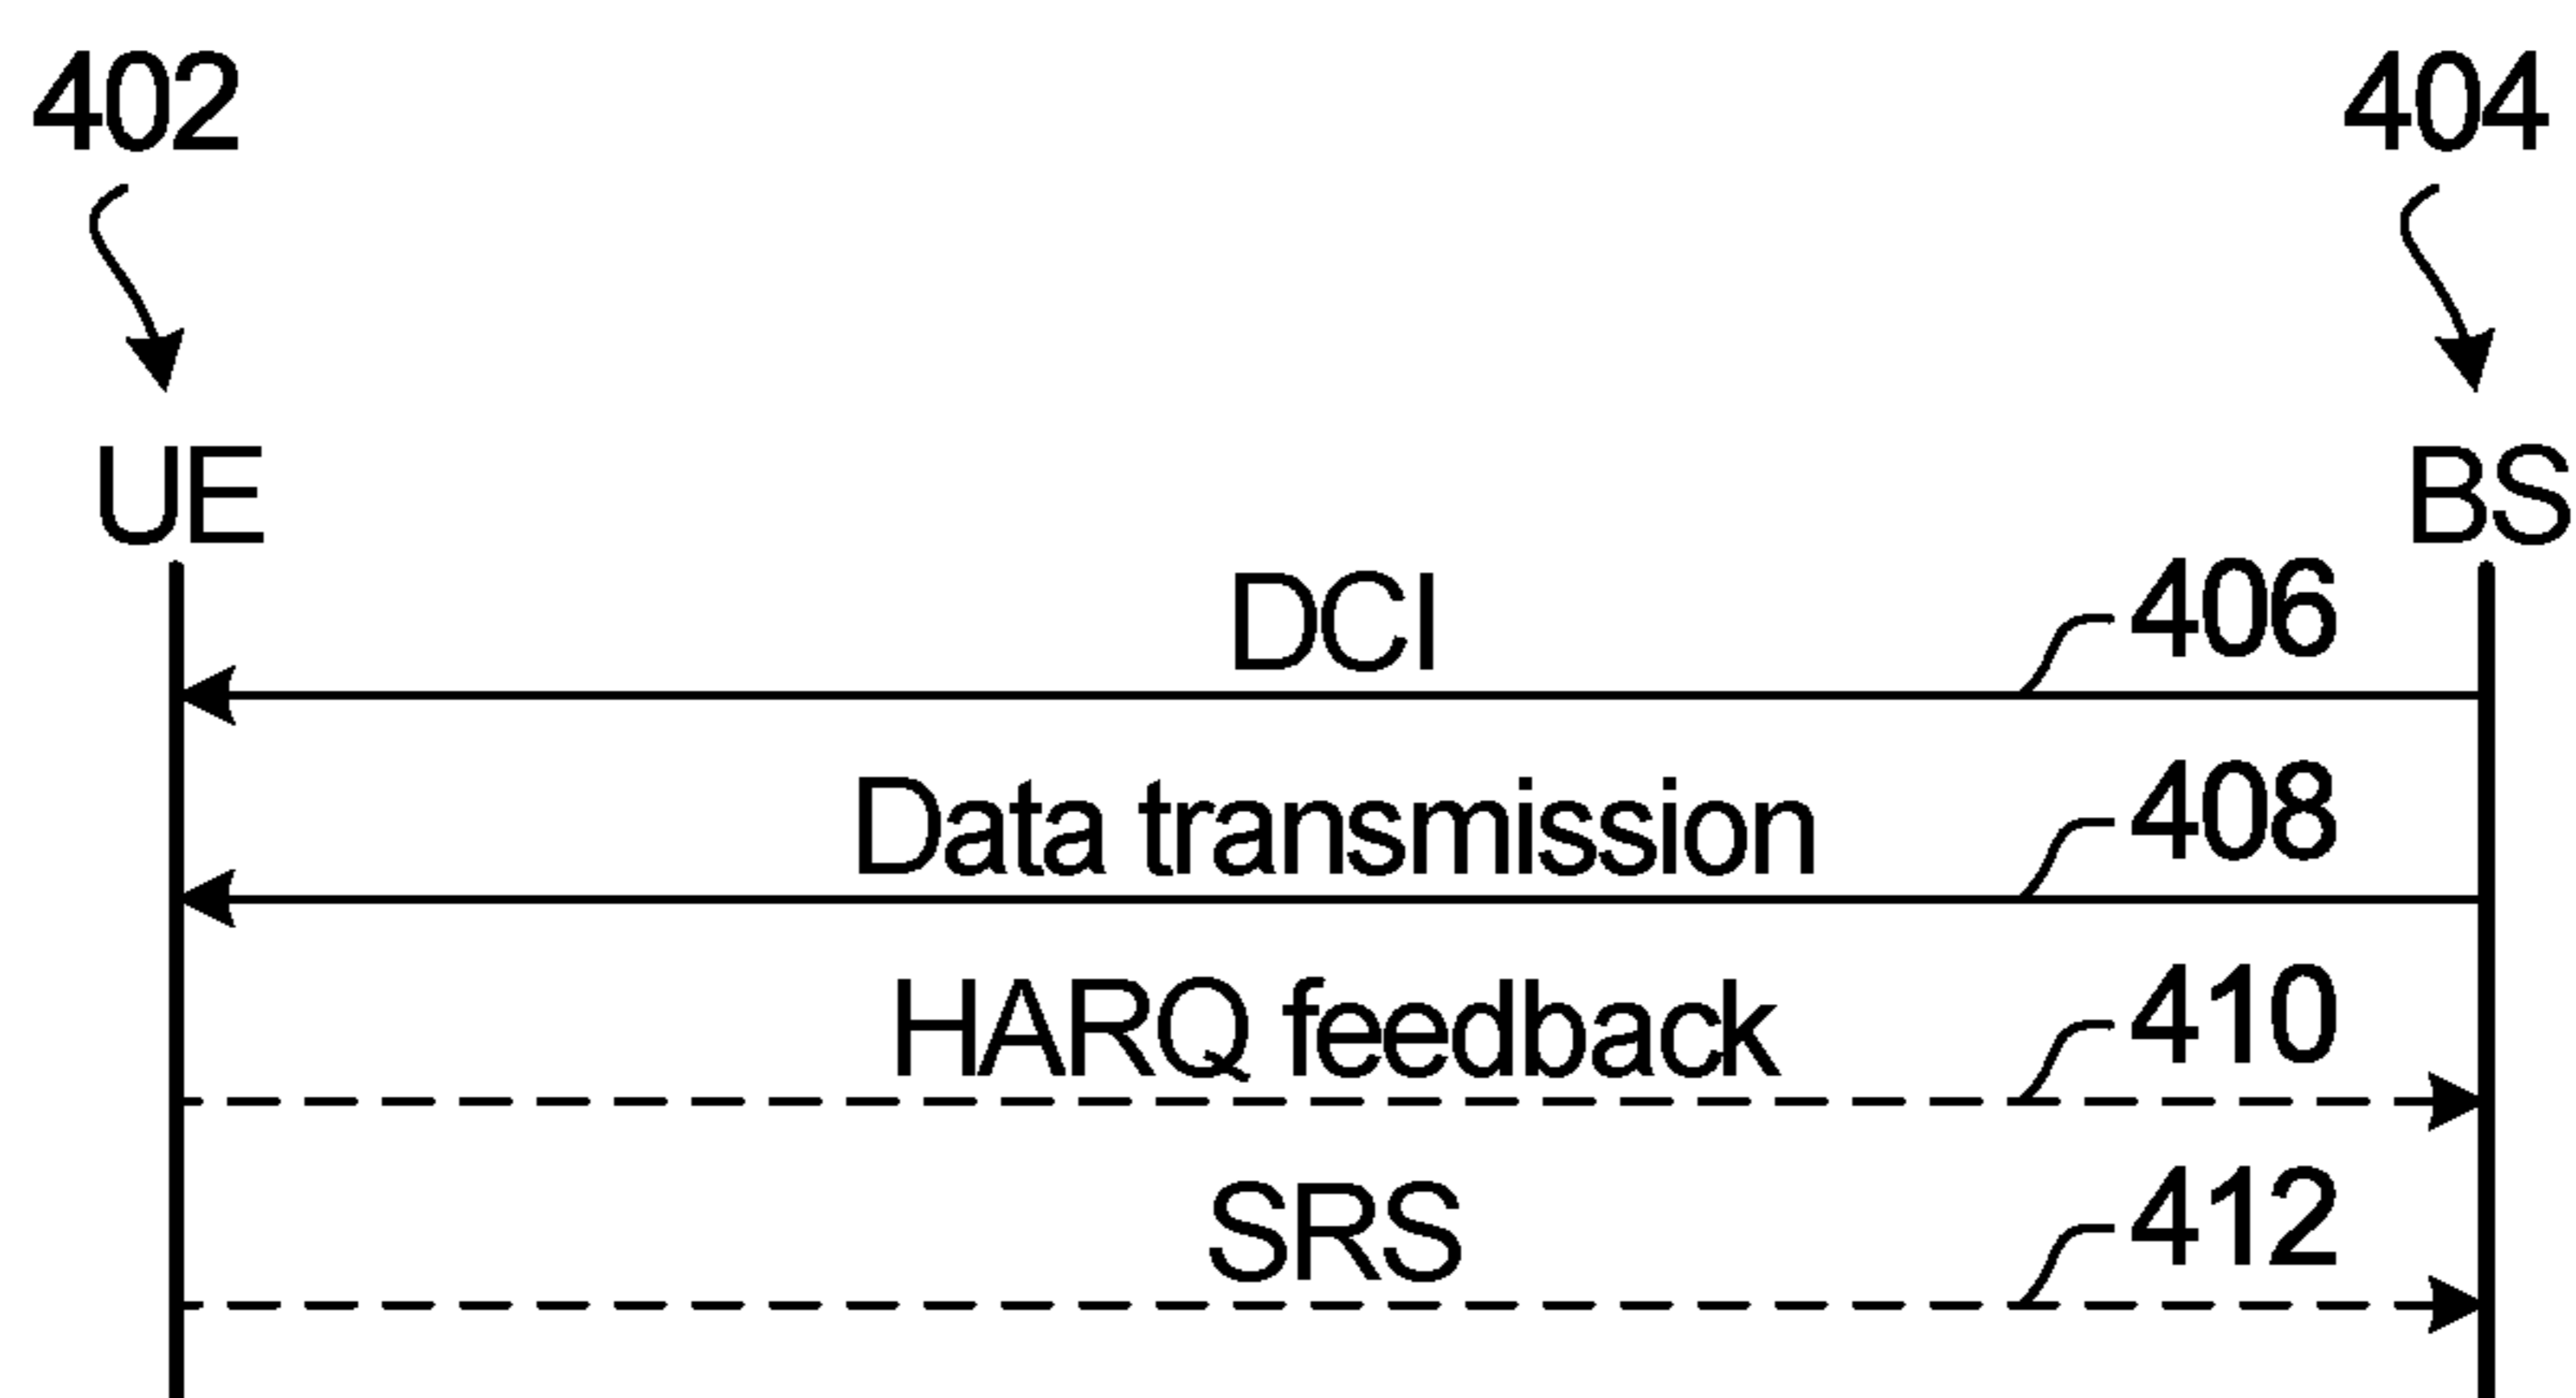 402 404
UE BS
DCI 406
Data transmission 408
HARQ feedback 410
SRS 412